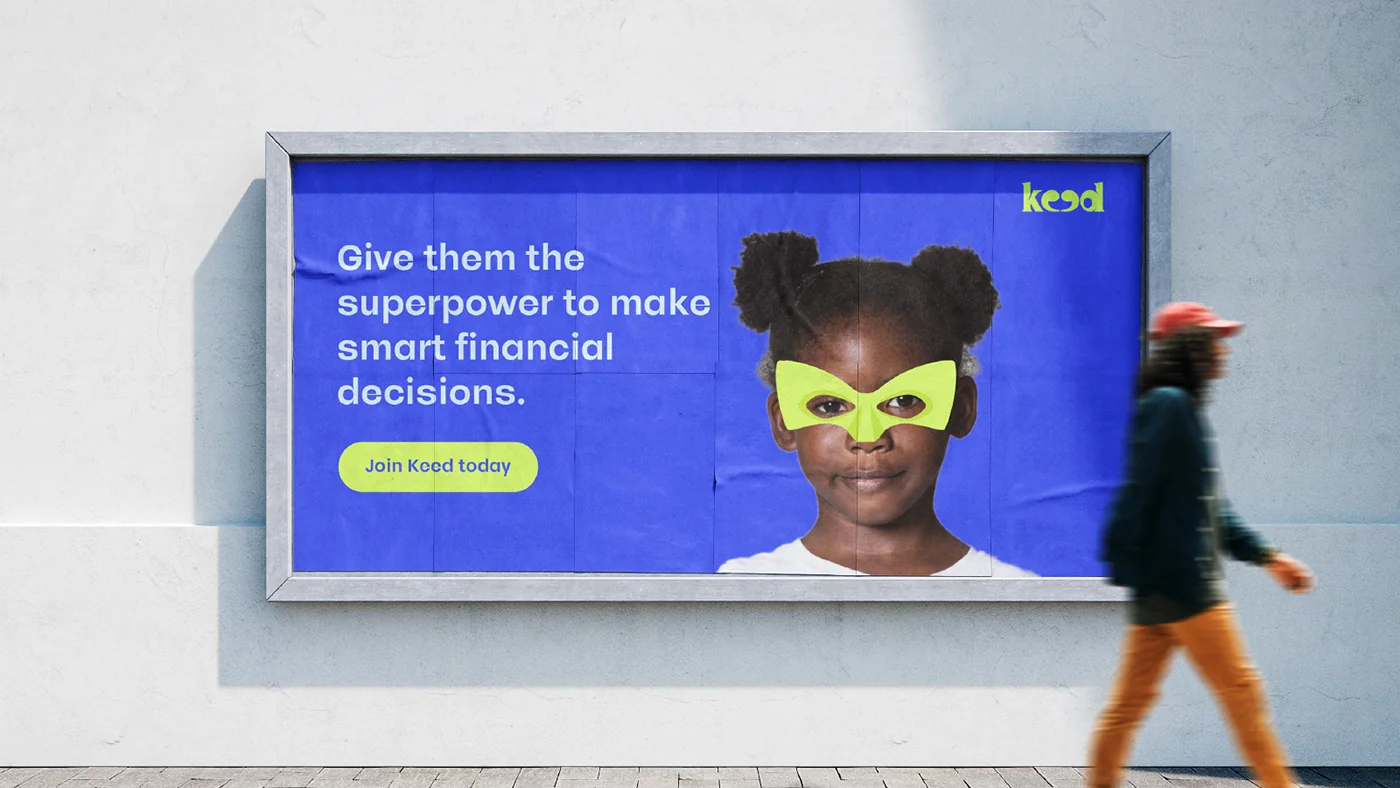 keed
Give them the
superpower to make
smart financial
decisions.
Join Keed today